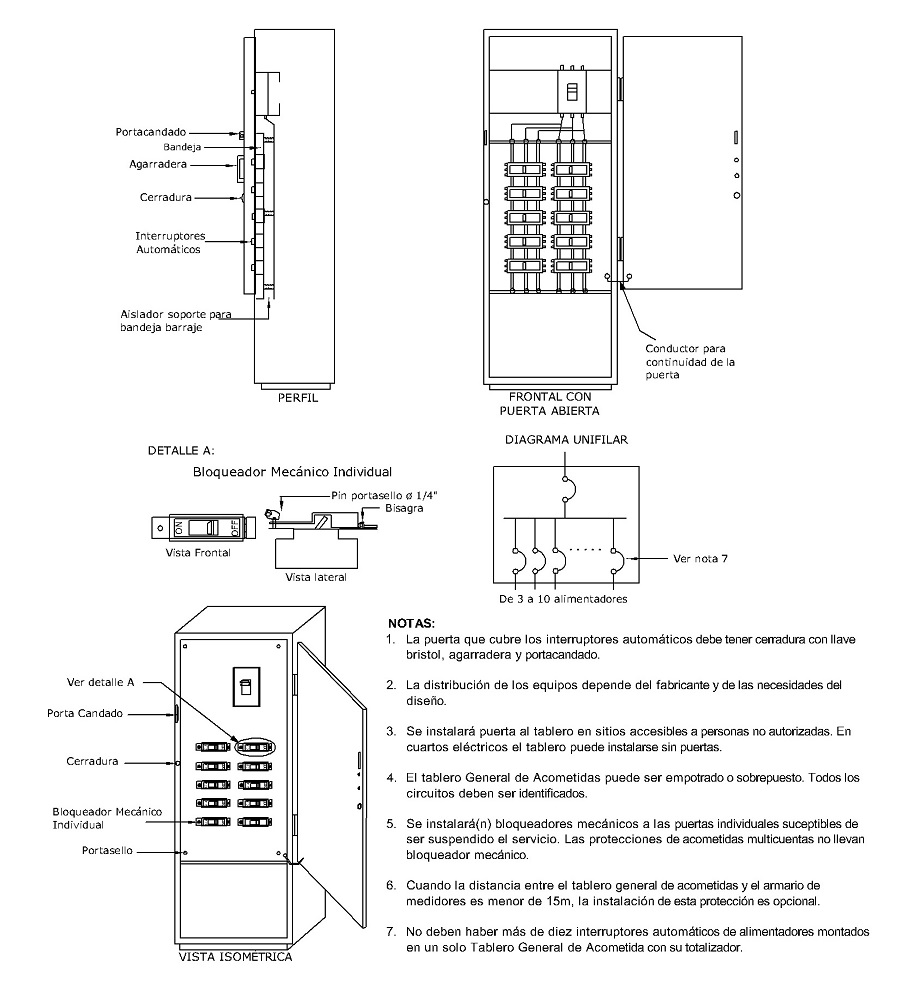 Portacandado
Bandeja
Agarradera
Cerradura
Interruptores
Automáticos
Aislador soporte para
bandeja barraje
PERFIL
Conductor para
continuidad de la
puerta
FRONTAL CON
PUERTA ABIERTA
DETALLE A:
Bloqueador Mecánico Individual
Pin portasello ø 1/4"
Bisagra
ON
OFF
Vista Frontal
Vista lateral
DIAGRAMA UNIFILAR
Ver nota 7
De 3 a 10 alimentadores
Ver detalle A
Porta Candado
Cerradura
Bloqueador Mecánico
Individual
Portasello
VISTA ISOMÉTRICA
NOTAS:
1. La puerta que cubre los interruptores automáticos debe tener cerradura con llave
bristol, agarradera y portacandado.
2. La distribución de los equipos depende del fabricante y de las necesidades del
diseño.
3. Se instalará puerta al tablero en sitios accesibles a personas no autorizadas. En
cuartos eléctricos el tablero puede instalarse sin puertas.
4. El tablero General de Acometidas puede ser empotrado o sobrepuesto. Todos los
circuitos deben ser identificados.
5. Se instalará(n) bloqueadores mecánicos a las puertas individuales suceptibles de
ser suspendido el servicio. Las protecciones de acometidas multicuentas no llevan
bloqueador mecánico.
6. Cuando la distancia entre el tablero general de acometidas y el armario de
medidores es menor de 15m, la instalación de esta protección es opcional.
7. No deben haber más de diez interruptores automáticos de alimentadores montados
en un solo Tablero General de Acometida con su totalizador.